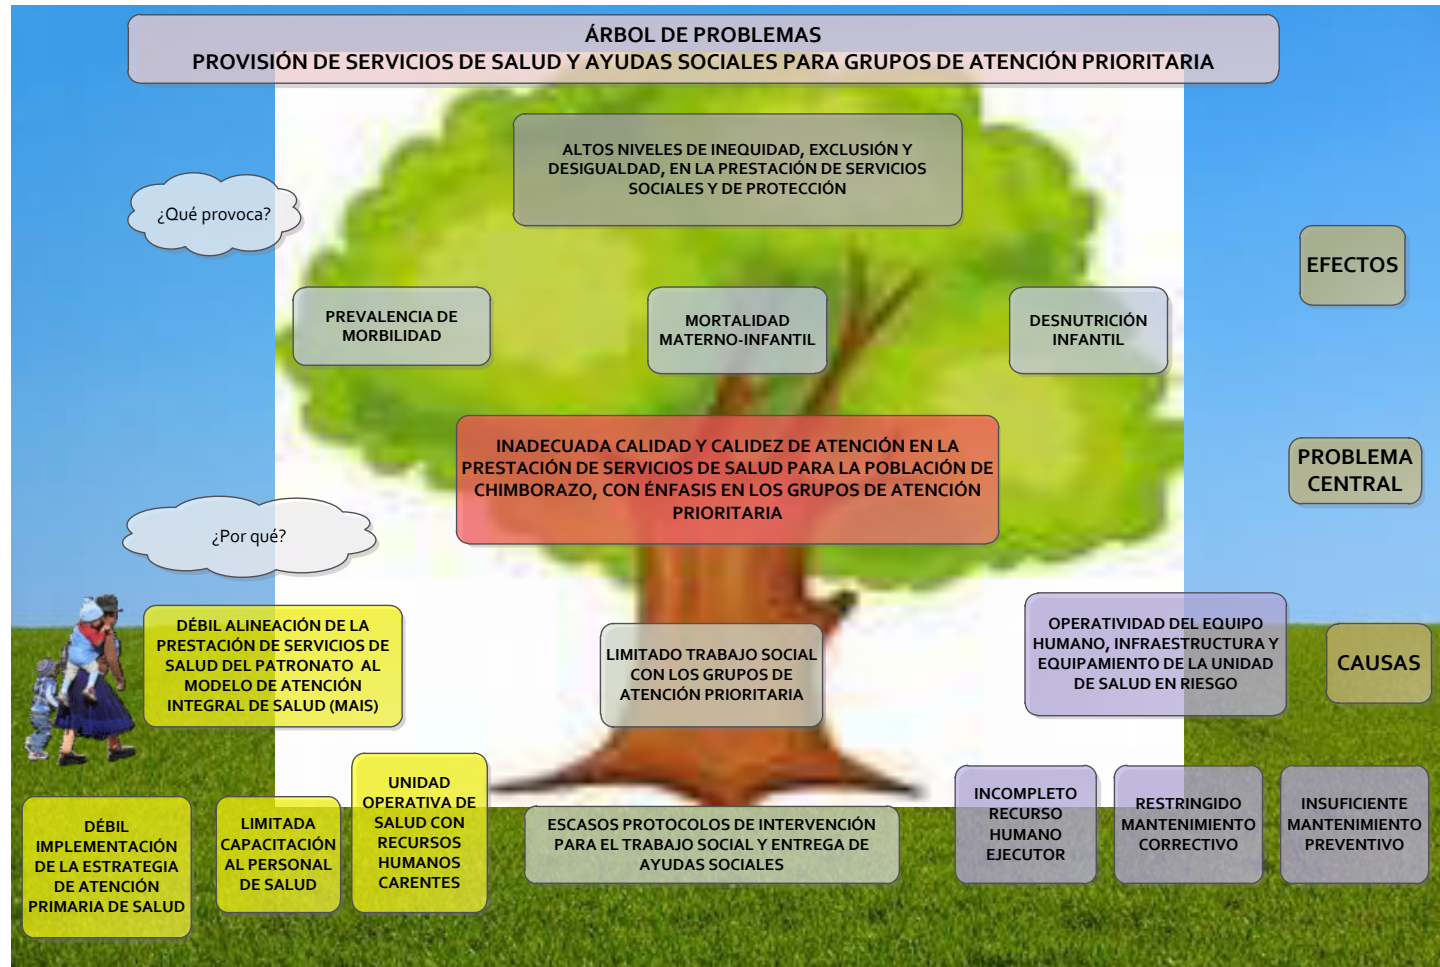 ÁRBOL DE PROBLEMAS
PROVISIÓN DE SERVICIOS DE SALUD Y AYUDAS SOCIALES PARA GRUPOS DE ATENCIÓN PRIORITARIA
ALTOS NIVELES DE INEQUIDAD, EXCLUSIÓN Y
DESIGUALDAD, EN LA PRESTACIÓN DE SERVICIOS
SOCIALES Y DE PROTECCIÓN
¿Qué provoca?
EFECTOS
PREVALENCIA DE
MORBILIDAD
MORTALIDAD
MATERNO-INFANTIL
DESNUTRICIÓN
INFANTIL
INADECUADA CALIDAD Y CALIDEZ DE ATENCIÓN EN LA
PRESTACIÓN DE SERVICIOS DE SALUD PARA LA POBLACIÓN DE
CHIMBORAZO, CON ÉNFASIS EN LOS GRUPOS DE ATENCIÓN
PRIORITARIA
PROBLEMA
CENTRAL
¿Por qué?
DÉBIL ALINEACIÓN DE LA
PRESTACIÓN DE SERVICIOS DE
SALUD DEL PATRONATO AL
MODELO DE ATENCIÓN
INTEGRAL DE SALUD (MAIS)
LIMITADO TRABAJO SOCIAL
CON LOS GRUPOS DE
ATENCIÓN PRIORITARIA
OPERATIVIDAD DEL EQUIPO
HUMANO, INFRAESTRUCTURA Y
EQUIPAMIENTO DE LA UNIDAD
DE SALUD EN RIESGO
CAUSAS
DÉBIL
IMPLEMENTACIÓN
DE LA ESTRATEGIA
DE ATENCIÓN
PRIMARIA DE SALUD
LIMITADA
CAPACITACIÓN
AL PERSONAL
DE SALUD
UNIDAD
OPERATIVA DE
SALUD CON
RECURSOS
HUMANOS
CARENTES
ESCASOS PROTOCOLOS DE INTERVENCIÓN
PARA EL TRABAJO SOCIAL Y ENTREGA DE
AYUDAS SOCIALES
INCOMPLETO
RECURSO
HUMANO
EJECUTOR
RESTRINGIDO
MANTENIMIENTO
CORRECTIVO
INSUFICIENTE
MANTENIMIENTO
PREVENTIVO